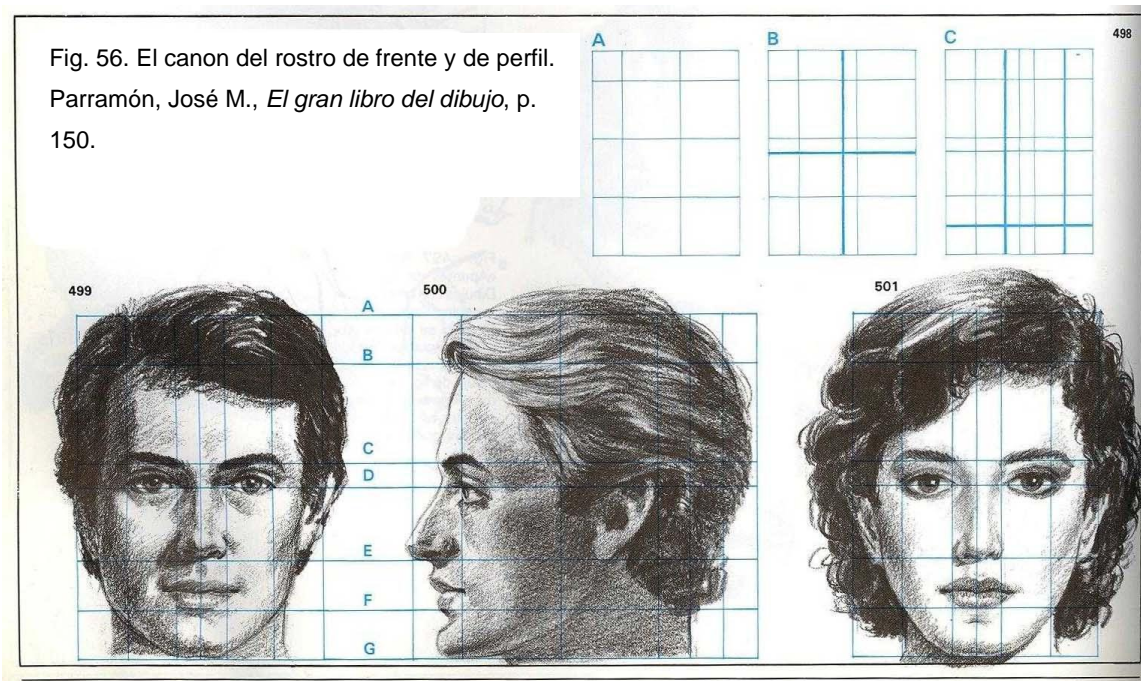 Fig. 56. El canon del rostro de frente y de perfil.
Parramón, José M., El gran libro del dibujo, p.
150.
A
B
C
498
499
500
501
A
B
C
D
E
F
G